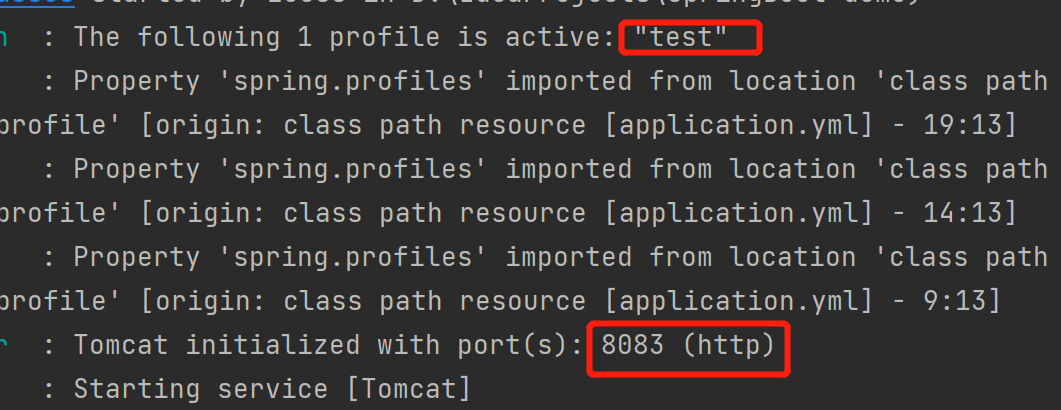 : The following 1 profile is active: "test"
: Property 'spring.profiles' imported from location 'class path
profile' [origin: class path resource [application.yml] - 19:13]
: Property 'spring.profiles' imported from location 'class path
profile' [origin: class path resource [application.yml] - 14:13]
: Property 'spring.profiles' imported from location 'class path
profile' [origin: class path resource [application.yml] - 9:13]
r : Tomcat initialized with port(s): 8083 (http)
: Starting service [Tomcat]